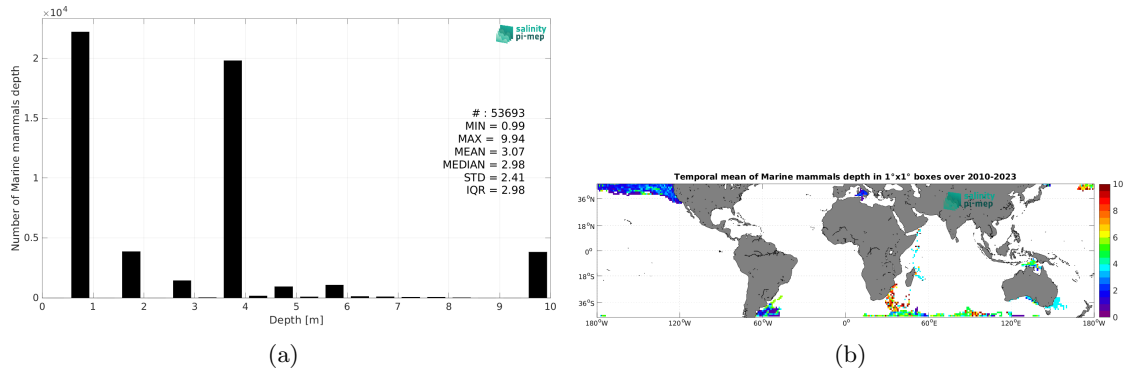 ×10⁴
salinity
pi-mep
2
1.5
1
0.5
0
Number of Marine mammals depth
# : 53693
MIN = 0.99
MAX = 9.94
MEAN = 3.07
MEDIAN = 2.98
STD = 2.41
IQR = 2.98
0 1 2 3 4 5 6 7 8 9 10
Depth [m]
(a)
Temporal mean of Marine mammals depth in 1°x1° boxes over 2010-2023
salinity
pi-mep
36°N
18°N
0°
18°S
36°S
180°W 120°W 60°W 0° 60°E 120°E 180°W
10
8
6
4
2
0
(b)